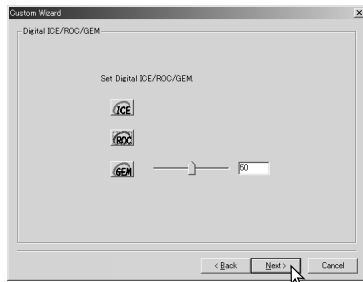 Custom Wizard
Digital ICE/ROC/GEM
Set Digital ICE/ROC/GEM.
ICE
ROC
GEM 50
< Back Next > Cancel